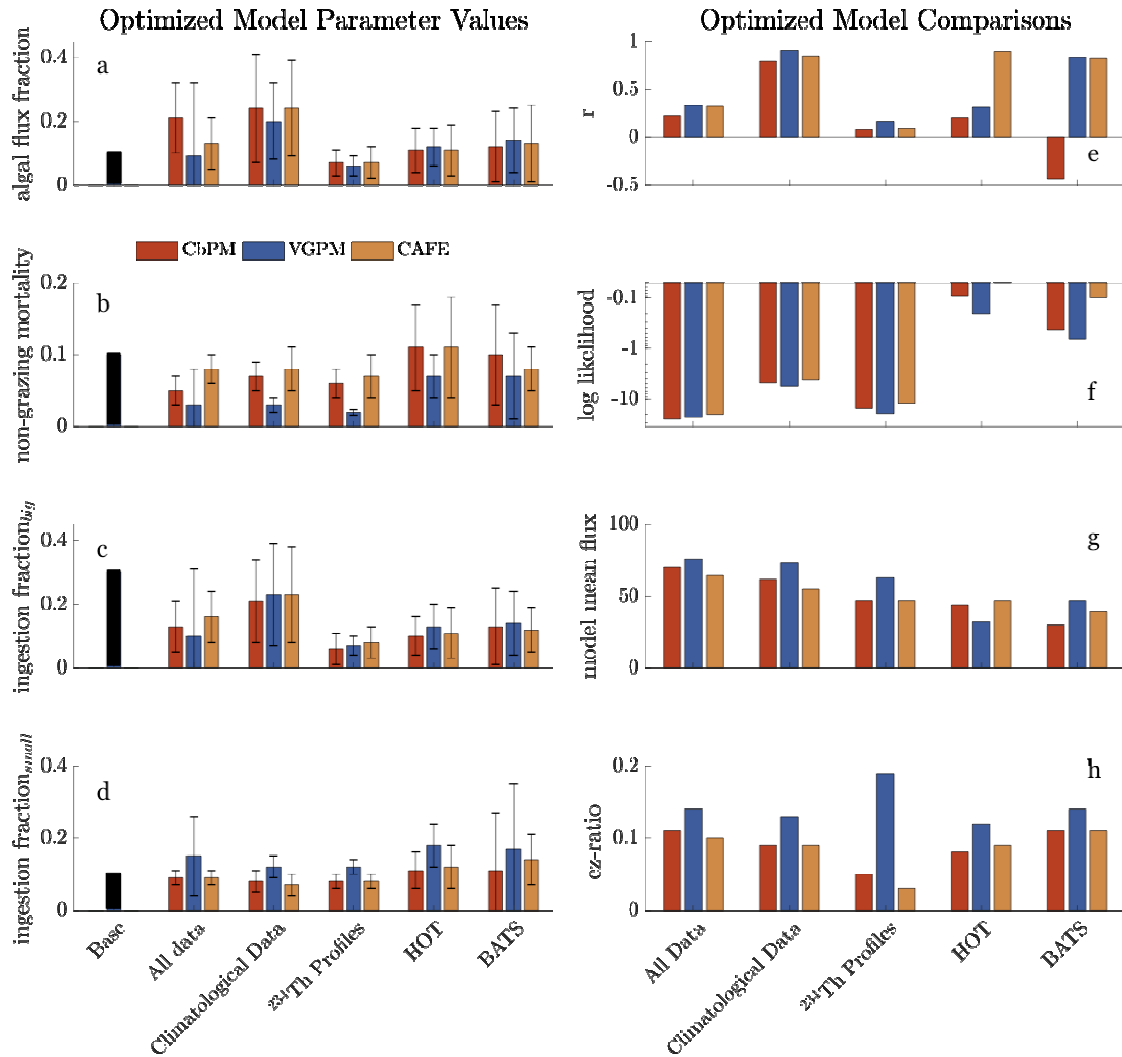 Optimized Model Parameter Values
algal flux fraction
0.4
0.2
0
a
CbPM VGPM CAFE
non-grazing mortality
0.2
0.1
0
b
ingestion fraction_big
0.4
0.2
0
c
ingestion fraction_small
0.4
0.2
0
d
Base
All data
Climatological Data
²³⁴Th Profiles
HOT
BATS
Optimized Model Comparisons
r
1
0.5
0
-0.5
e
log likelihood
-0.1
-1
-10
f
model mean flux
100
50
0
g
ez-ratio
0.2
0.1
0
h
All Data
Climatological Data
²³⁴Th Profiles
HOT
BATS